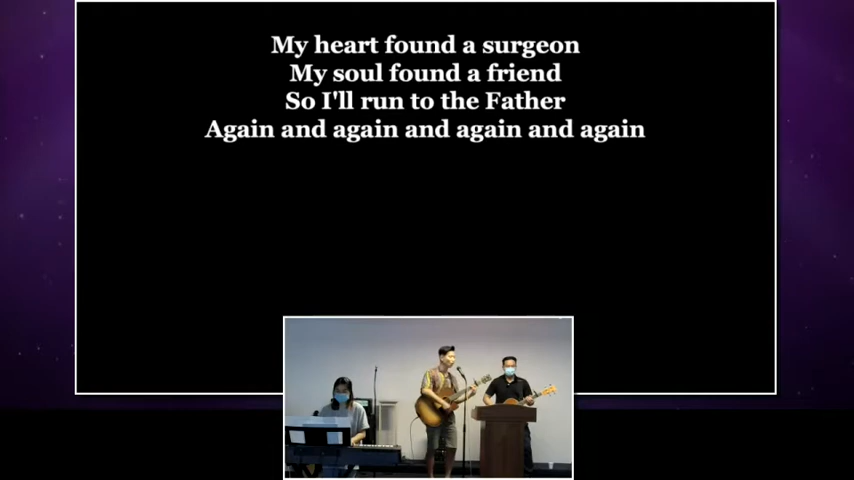 My heart found a surgeon
My soul found a friend
So I'll run to the Father
Again and again and again and again